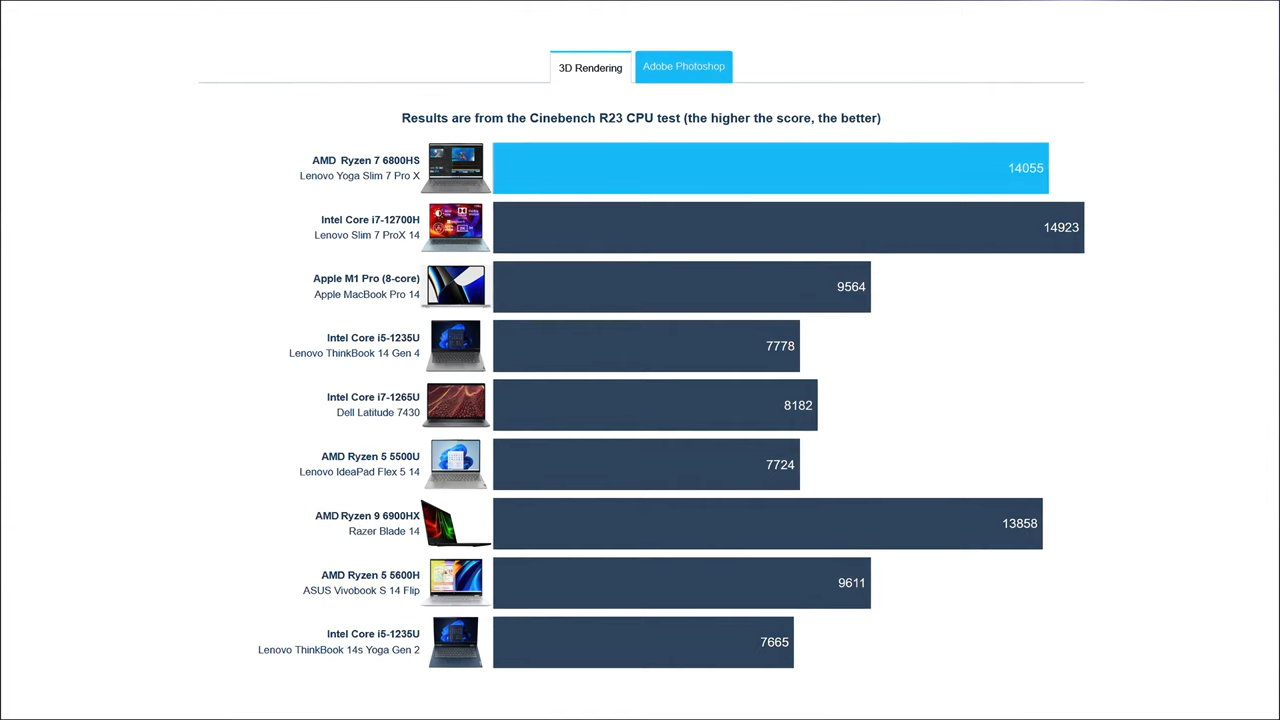 3D Rendering
Adobe Photoshop
Results are from the Cinebench R23 CPU test (the higher the score, the better)
AMD Ryzen 7 6800HS
Lenovo Yoga Slim 7 Pro X
14055
Intel Core i7-12700H
Lenovo Slim 7 ProX 14
14923
Apple M1 Pro (8-core)
Apple MacBook Pro 14
9564
Intel Core i5-1235U
Lenovo ThinkBook 14 Gen 4
7778
Intel Core i7-1265U
Dell Latitude 7430
8182
AMD Ryzen 5 5500U
Lenovo IdeaPad Flex 5 14
7724
AMD Ryzen 9 6900HX
Razer Blade 14
13858
AMD Ryzen 5 5600H
ASUS Vivobook S 14 Flip
9611
Intel Core i5-1235U
Lenovo ThinkBook 14s Yoga Gen 2
7665